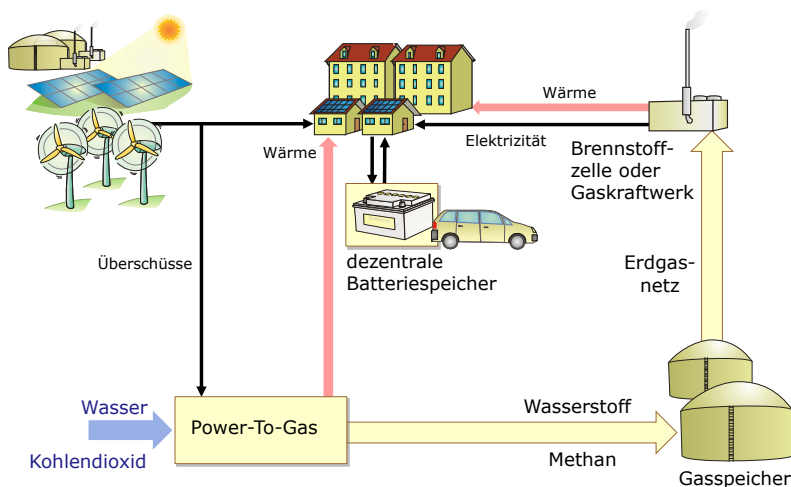 Wärme
Elektrizität
Wärme
Brennstoff-
zelle oder
Gaskraftwerk
dezentrale
Batteriespeicher
Überschüsse
Erdgas-
netz
Wasser
Kohlendioxid
Power-To-Gas
Wasserstoff
Methan
Gasspeicher